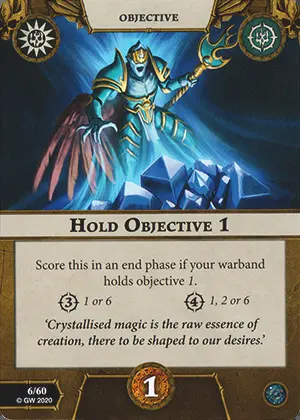 OBJECTIVE
HOLD OBJECTIVE 1
Score this in an end phase if your warband
holds objective 1.
3 1 or 6 4 1, 2 or 6
'Crystallised magic is the raw essence of
creation, there to be shaped to our desires.'
6/60
© GW 2020
1